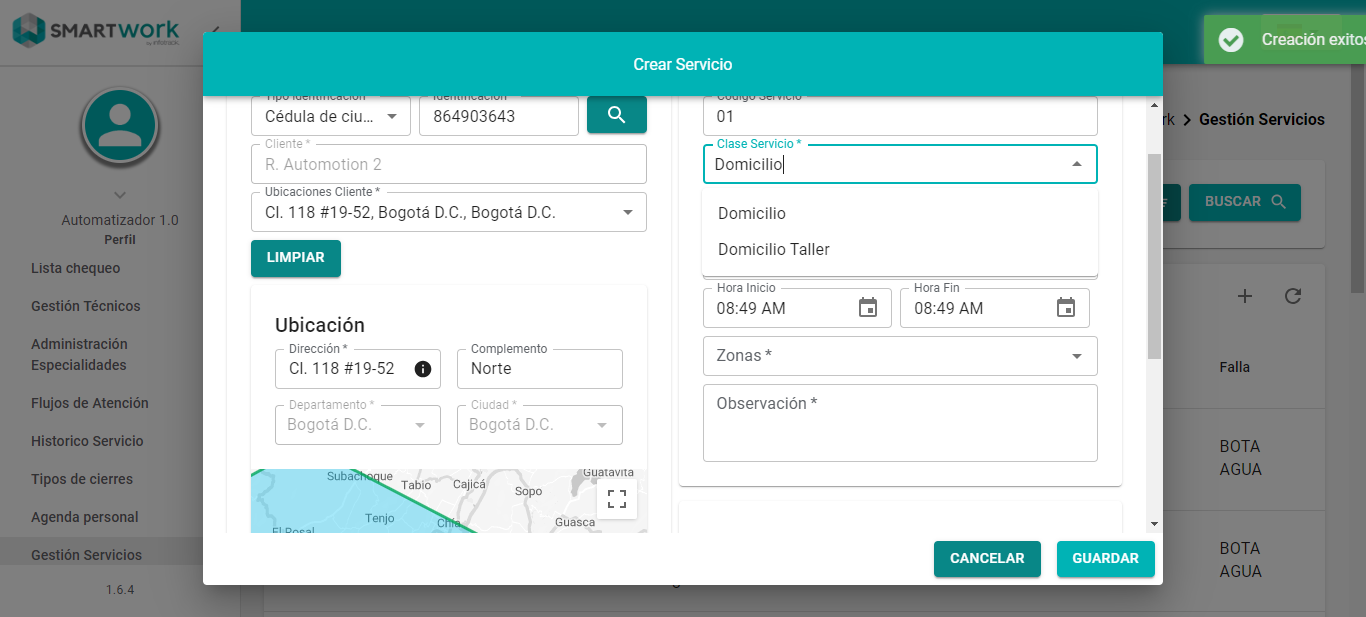 SMARTwork
Creación exitos
Crear Servicio
Tipo Identificación
Cédula de ciu...
Identificación
864903643
Cliente *
R. Automotion 2
Ubicaciones Cliente *
Cl. 118 #19-52, Bogotá D.C., Bogotá D.C.
LIMPIAR
Ubicación
Dirección *
Cl. 118 #19-52
Complemento
Norte
Departamento *
Bogotá D.C.
Ciudad *
Bogotá D.C.
Subachoque
Tabio
Cajicá
Sopo
Guatavita
Tenjo
Chía
Guasca
El Rosal
Código Servicio
01
Clase Servicio *
Domicilio
Domicilio
Domicilio Taller
Hora Inicio
08:49 AM
Hora Fin
08:49 AM
Zonas *
Observación *
CANCELAR
GUARDAR
Automatizador 1.0
Perfil
Lista chequeo
Gestión Técnicos
Administración
Especialidades
Flujos de Atención
Historico Servicio
Tipos de cierres
Agenda personal
Gestión Servicios
1.6.4
rk > Gestión Servicios
BUSCAR
Falla
BOTA
AGUA
BOTA
AGUA